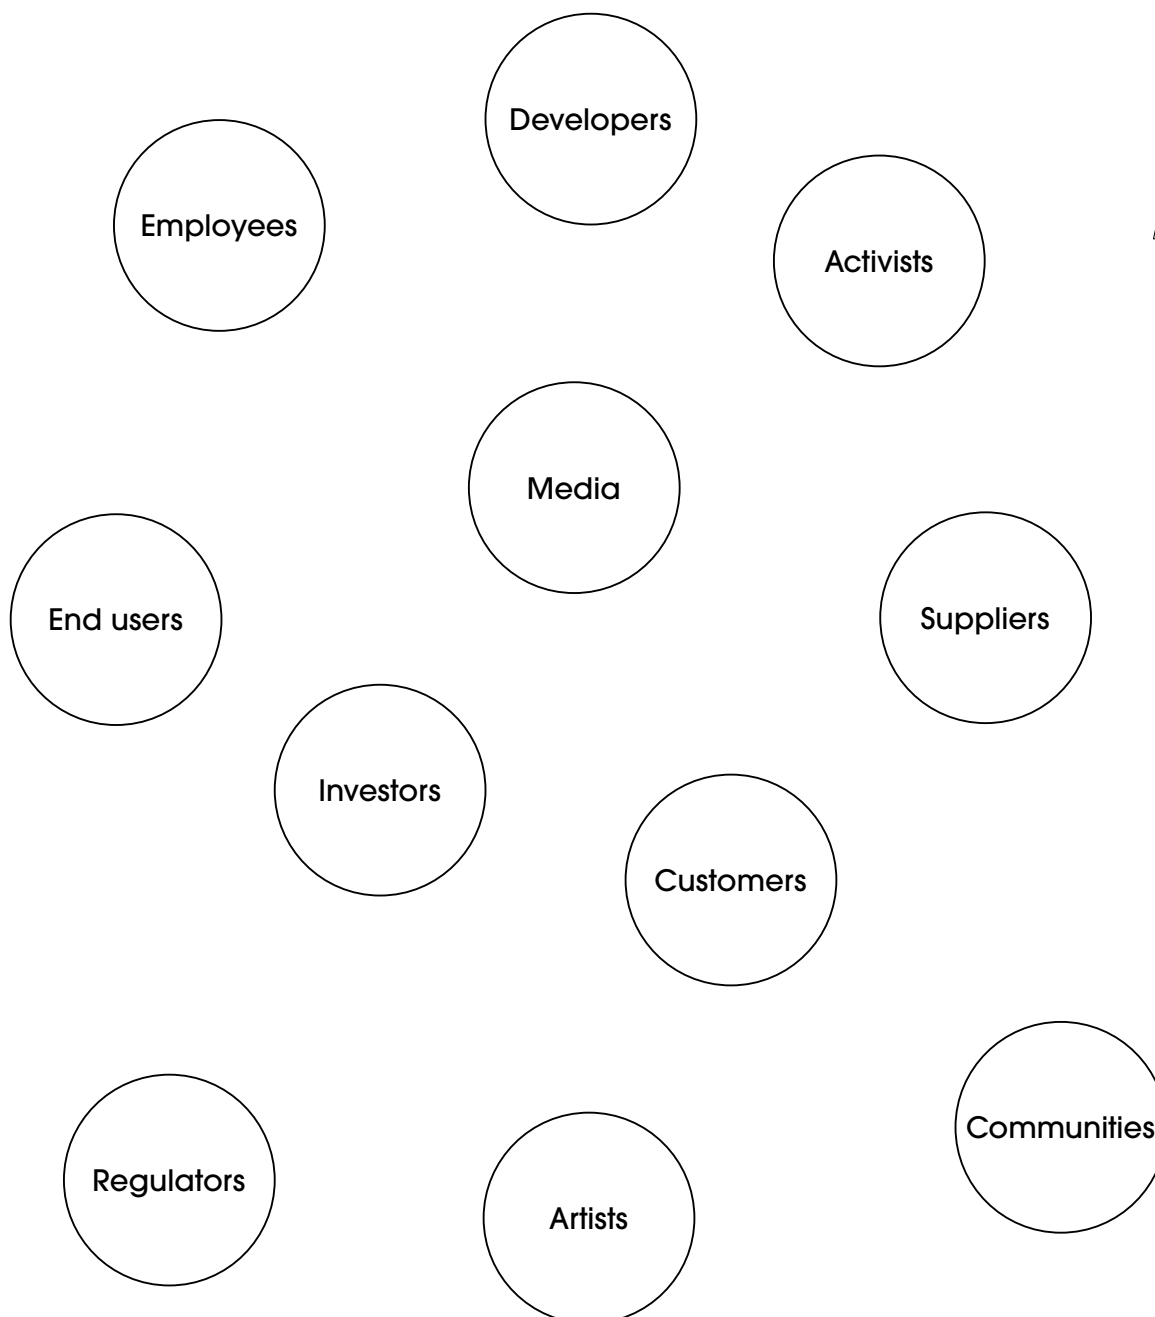 Developers
Employees
Activists
Media
End users
Suppliers
Investors
Customers
Communities
Regulators
Artists